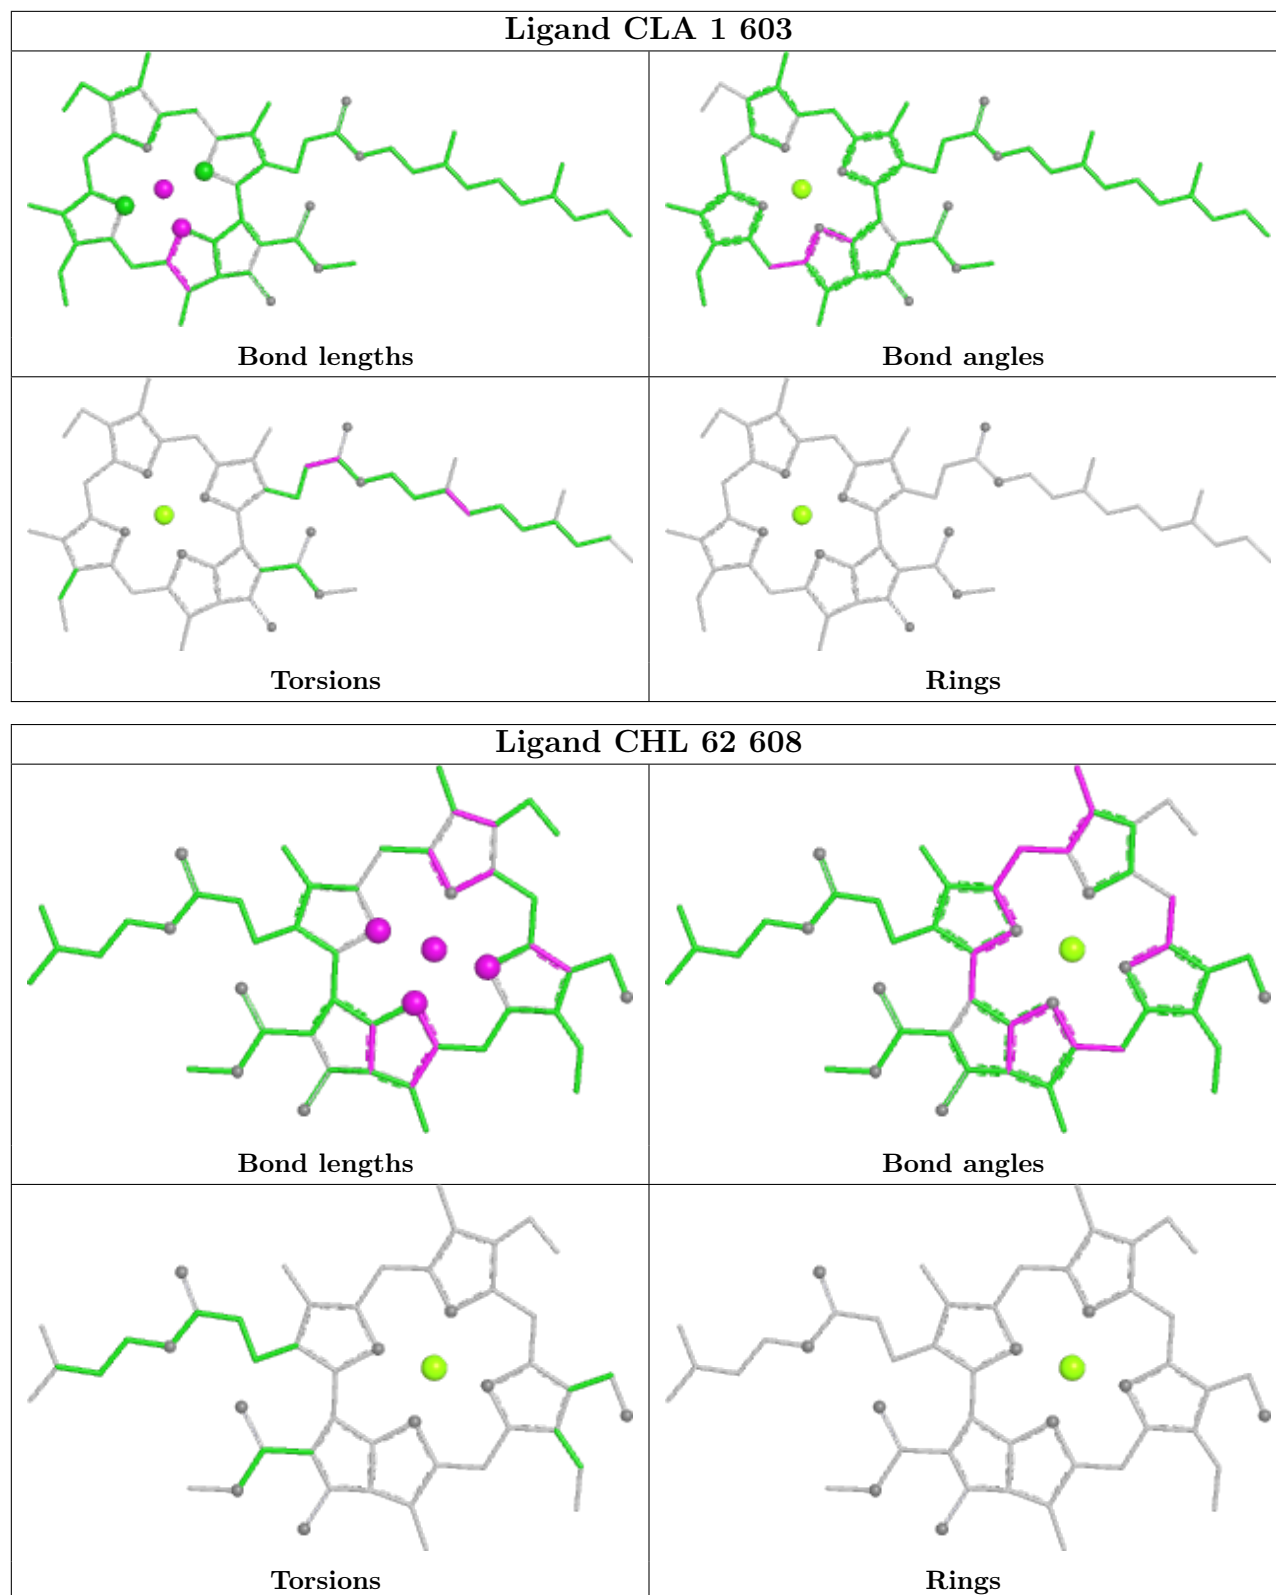 Ligand CLA 1 603
Bond lengths
Bond angles
Torsions
Rings
Ligand CHL 62 608
Bond lengths
Bond angles
Torsions
Rings